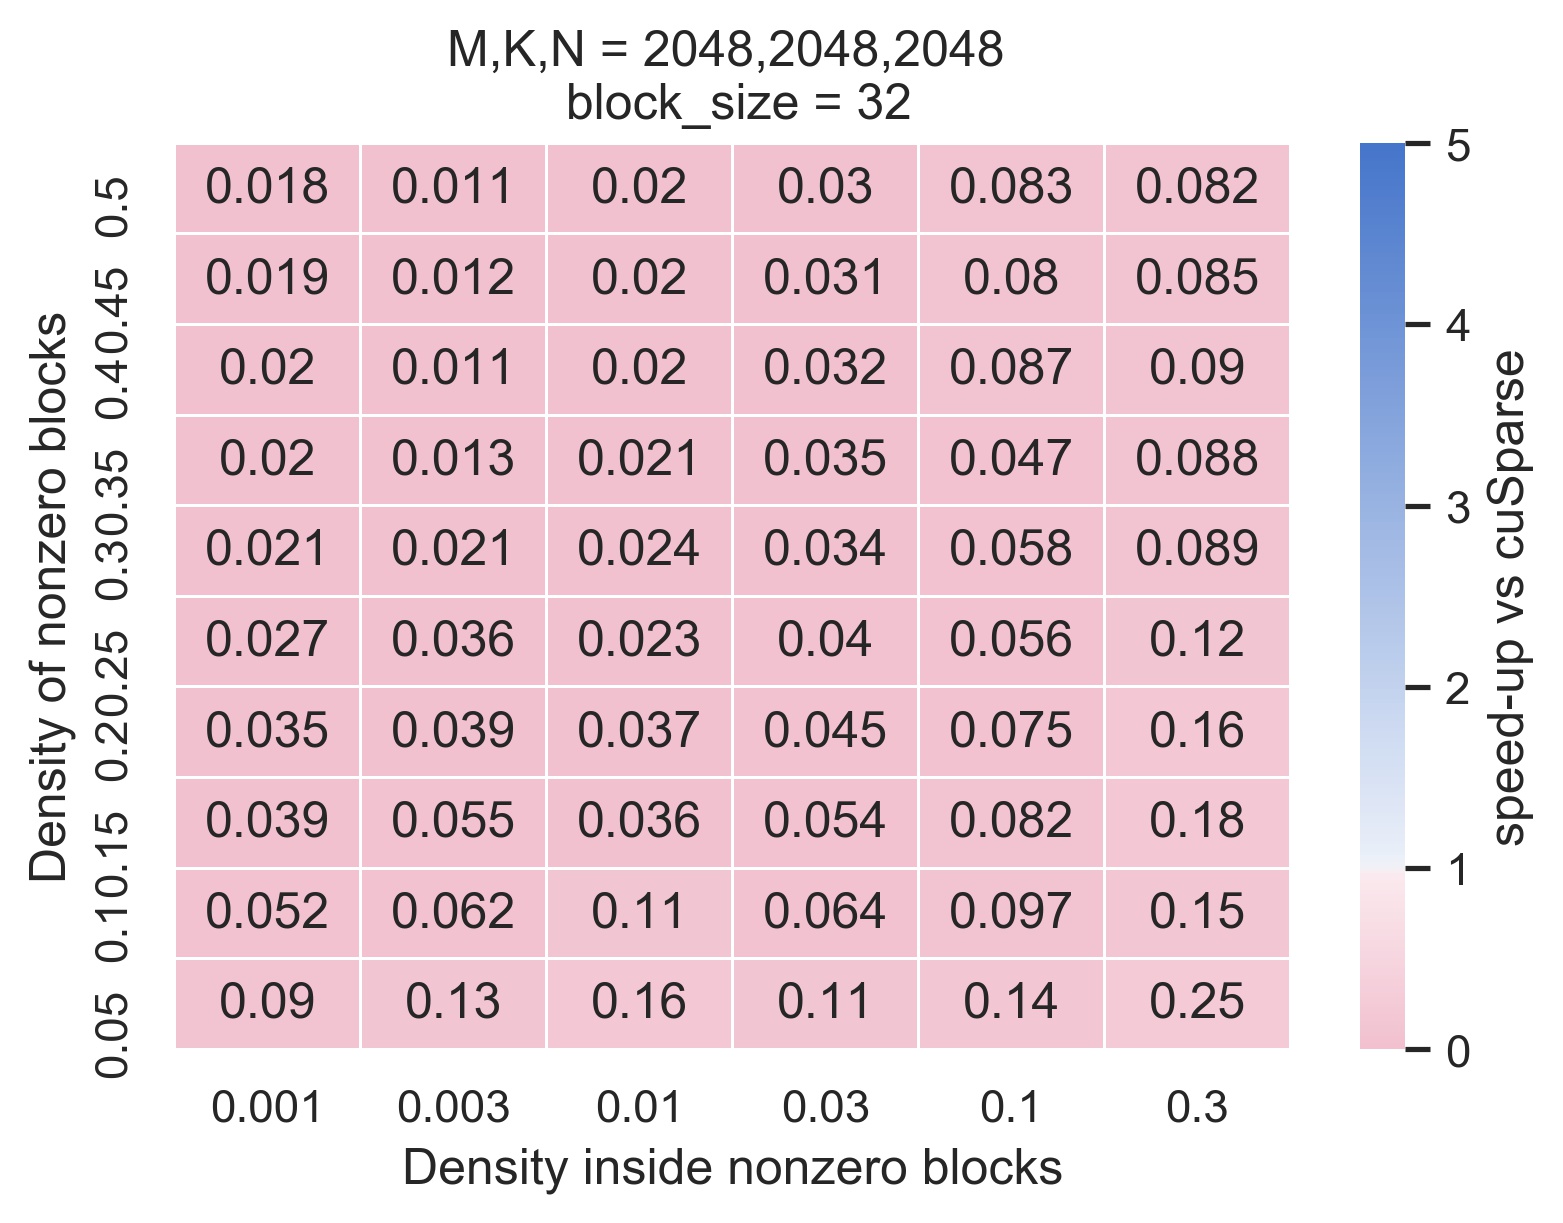 M,K,N = 2048,2048,2048
block_size = 32
Density of nonzero blocks
0.5 0.018 0.011 0.02 0.03 0.083 0.082
0.45 0.019 0.012 0.02 0.031 0.08 0.085
0.4 0.02 0.011 0.02 0.032 0.087 0.09
0.35 0.02 0.013 0.021 0.035 0.047 0.088
0.3 0.021 0.021 0.024 0.034 0.058 0.089
0.25 0.027 0.036 0.023 0.04 0.056 0.12
0.2 0.035 0.039 0.037 0.045 0.075 0.16
0.15 0.039 0.055 0.036 0.054 0.082 0.18
0.1 0.052 0.062 0.11 0.064 0.097 0.15
0.05 0.09 0.13 0.16 0.11 0.14 0.25
0.001 0.003 0.01 0.03 0.1 0.3
Density inside nonzero blocks
5
4
3
2
1
0
speed-up vs cuSparse